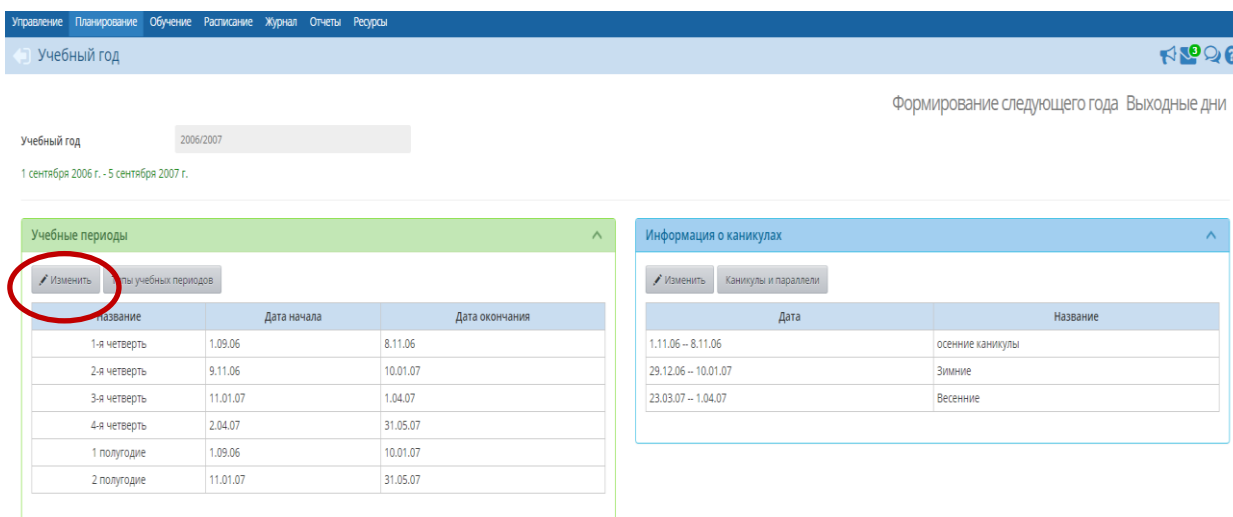 Управление Планирование Обучение Расписание Журнал Отчеты Ресурсы
Учебный год
3
Формирование следующего года Выходные дни
Учебный год 2006/2007
1 сентября 2006 г. - 5 сентября 2007 г.
Учебные периоды
Изменить учебных периодов
Название Дата начала Дата окончания
1-я четверть 1.09.06 8.11.06
2-я четверть 9.11.06 10.01.07
3-я четверть 11.01.07 1.04.07
4-я четверть 2.04.07 31.05.07
1 полугодие 1.09.06 10.01.07
2 полугодие 11.01.07 31.05.07
Информация о каникулах
Изменить Каникулы и параллели
Дата Название
1.11.06 -- 8.11.06 осенние каникулы
29.12.06 -- 10.01.07 Зимние
23.03.07 -- 1.04.07 Весенние